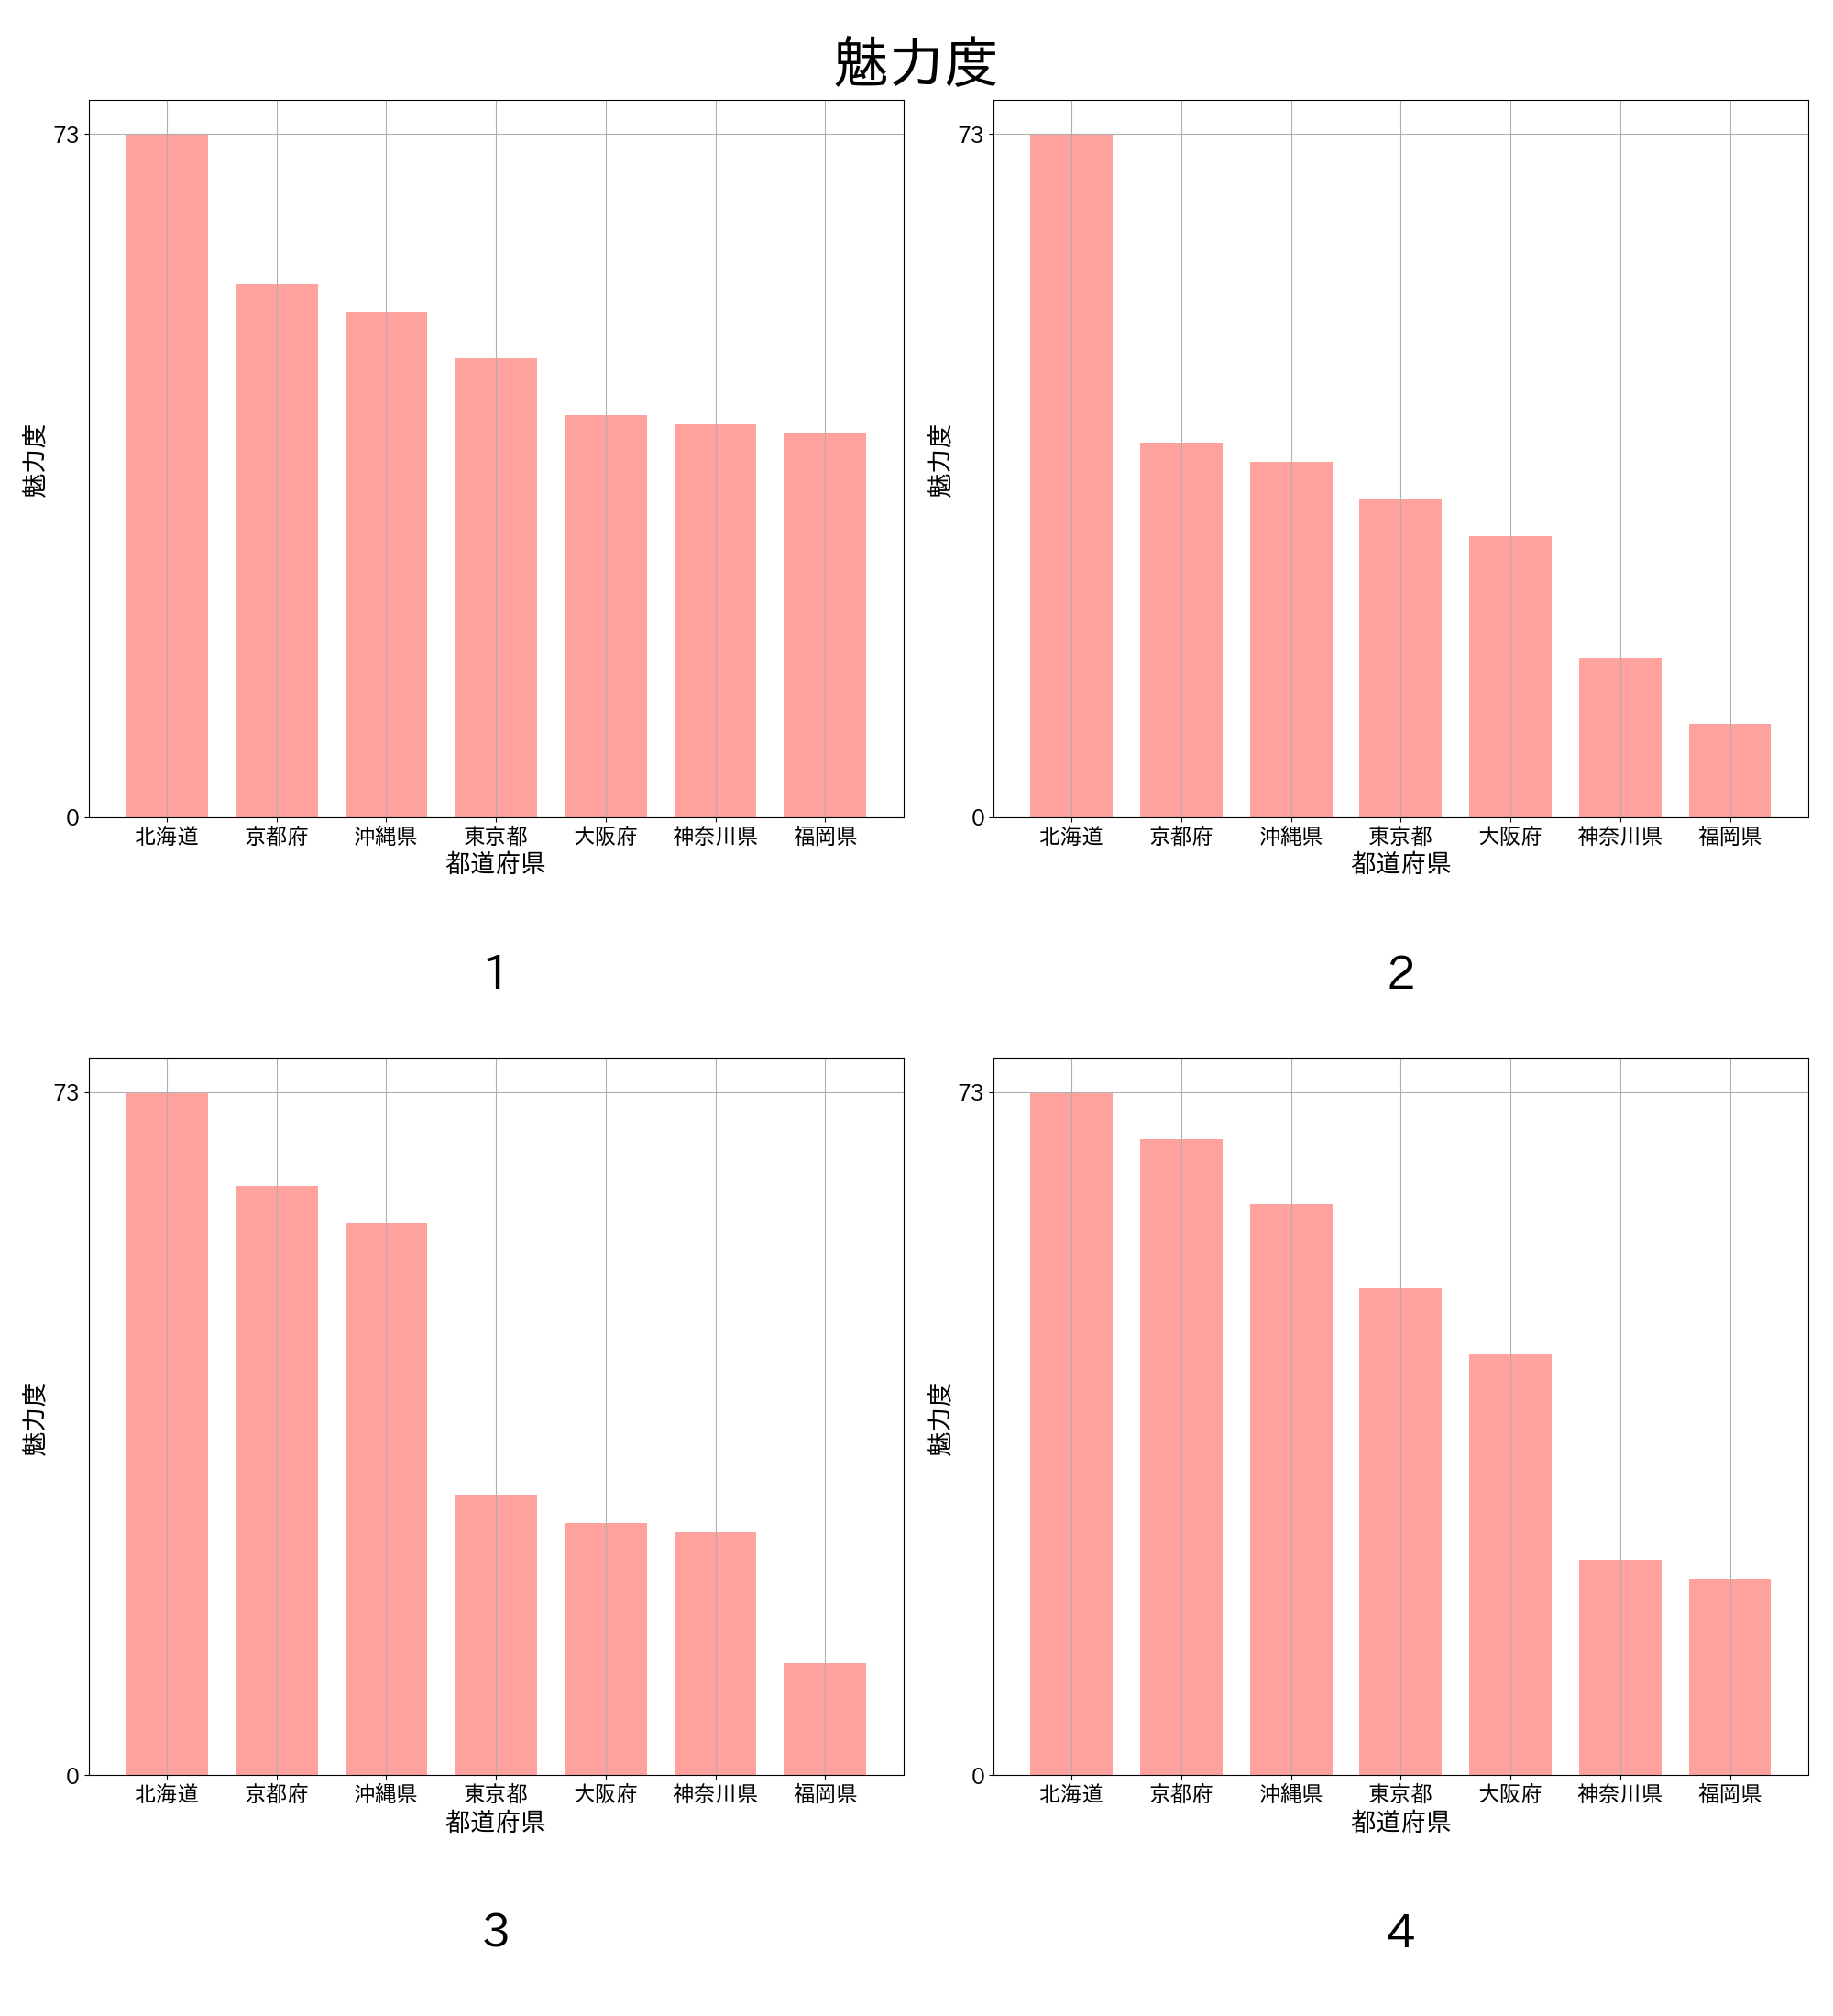 魅力度
73
0
魅力度
北海道 京都府 沖縄県 東京都 大阪府 神奈川県 福岡県
都道府県
1
73
0
魅力度
北海道 京都府 沖縄県 東京都 大阪府 神奈川県 福岡県
都道府県
2
73
0
魅力度
北海道 京都府 沖縄県 東京都 大阪府 神奈川県 福岡県
都道府県
3
73
0
魅力度
北海道 京都府 沖縄県 東京都 大阪府 神奈川県 福岡県
都道府県
4